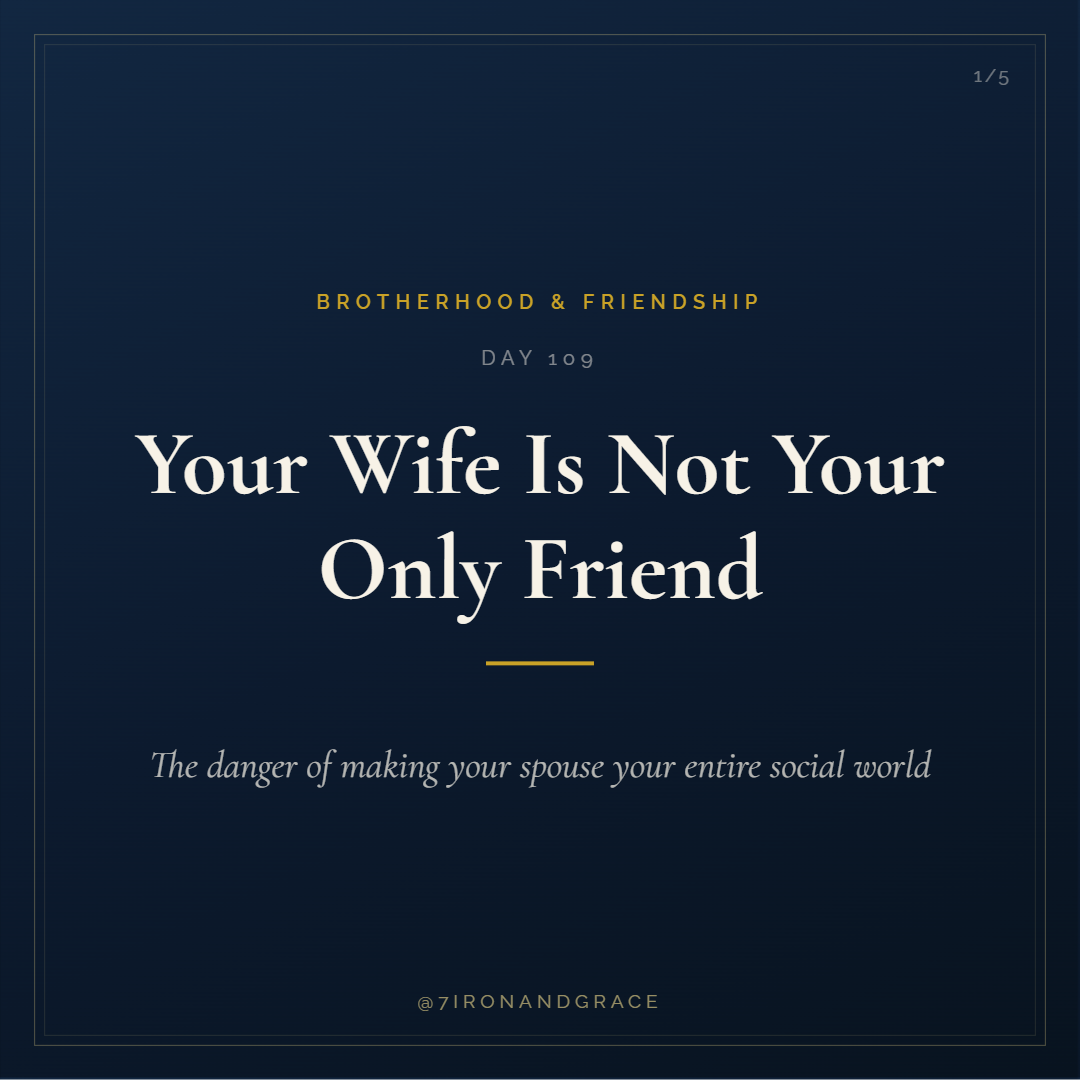 1/5
BROTHERHOOD & FRIENDSHIP
DAY 109
Your Wife Is Not Your
Only Friend
The danger of making your spouse your entire social world
@7IRONANDGRACE